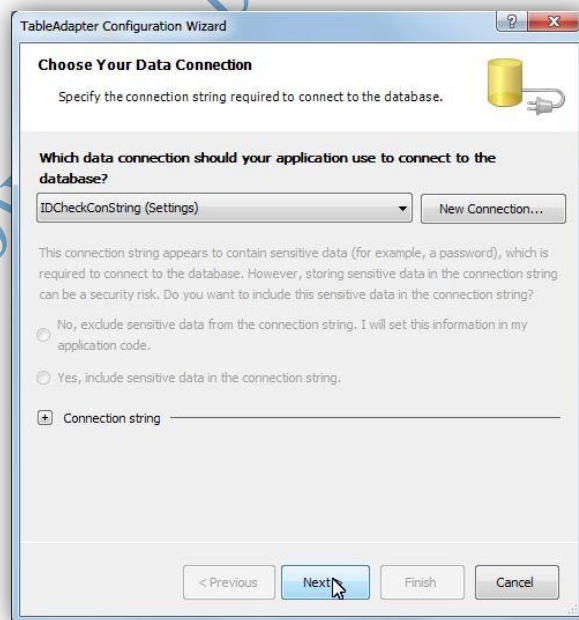 TableAdapter Configuration Wizard
Choose Your Data Connection
Specify the connection string required to connect to the database.
Which data connection should your application use to connect to the
database?
IDCheckConString (Settings)
New Connection...
This connection string appears to contain sensitive data (for example, a password), which is
required to connect to the database. However, storing sensitive data in the connection string
can be a security risk. Do you want to include this sensitive data in the connection string?
No, exclude sensitive data from the connection string. I will set this information in my
application code.
Yes, include sensitive data in the connection string.
+ Connection string
< Previous
Next >
Finish
Cancel